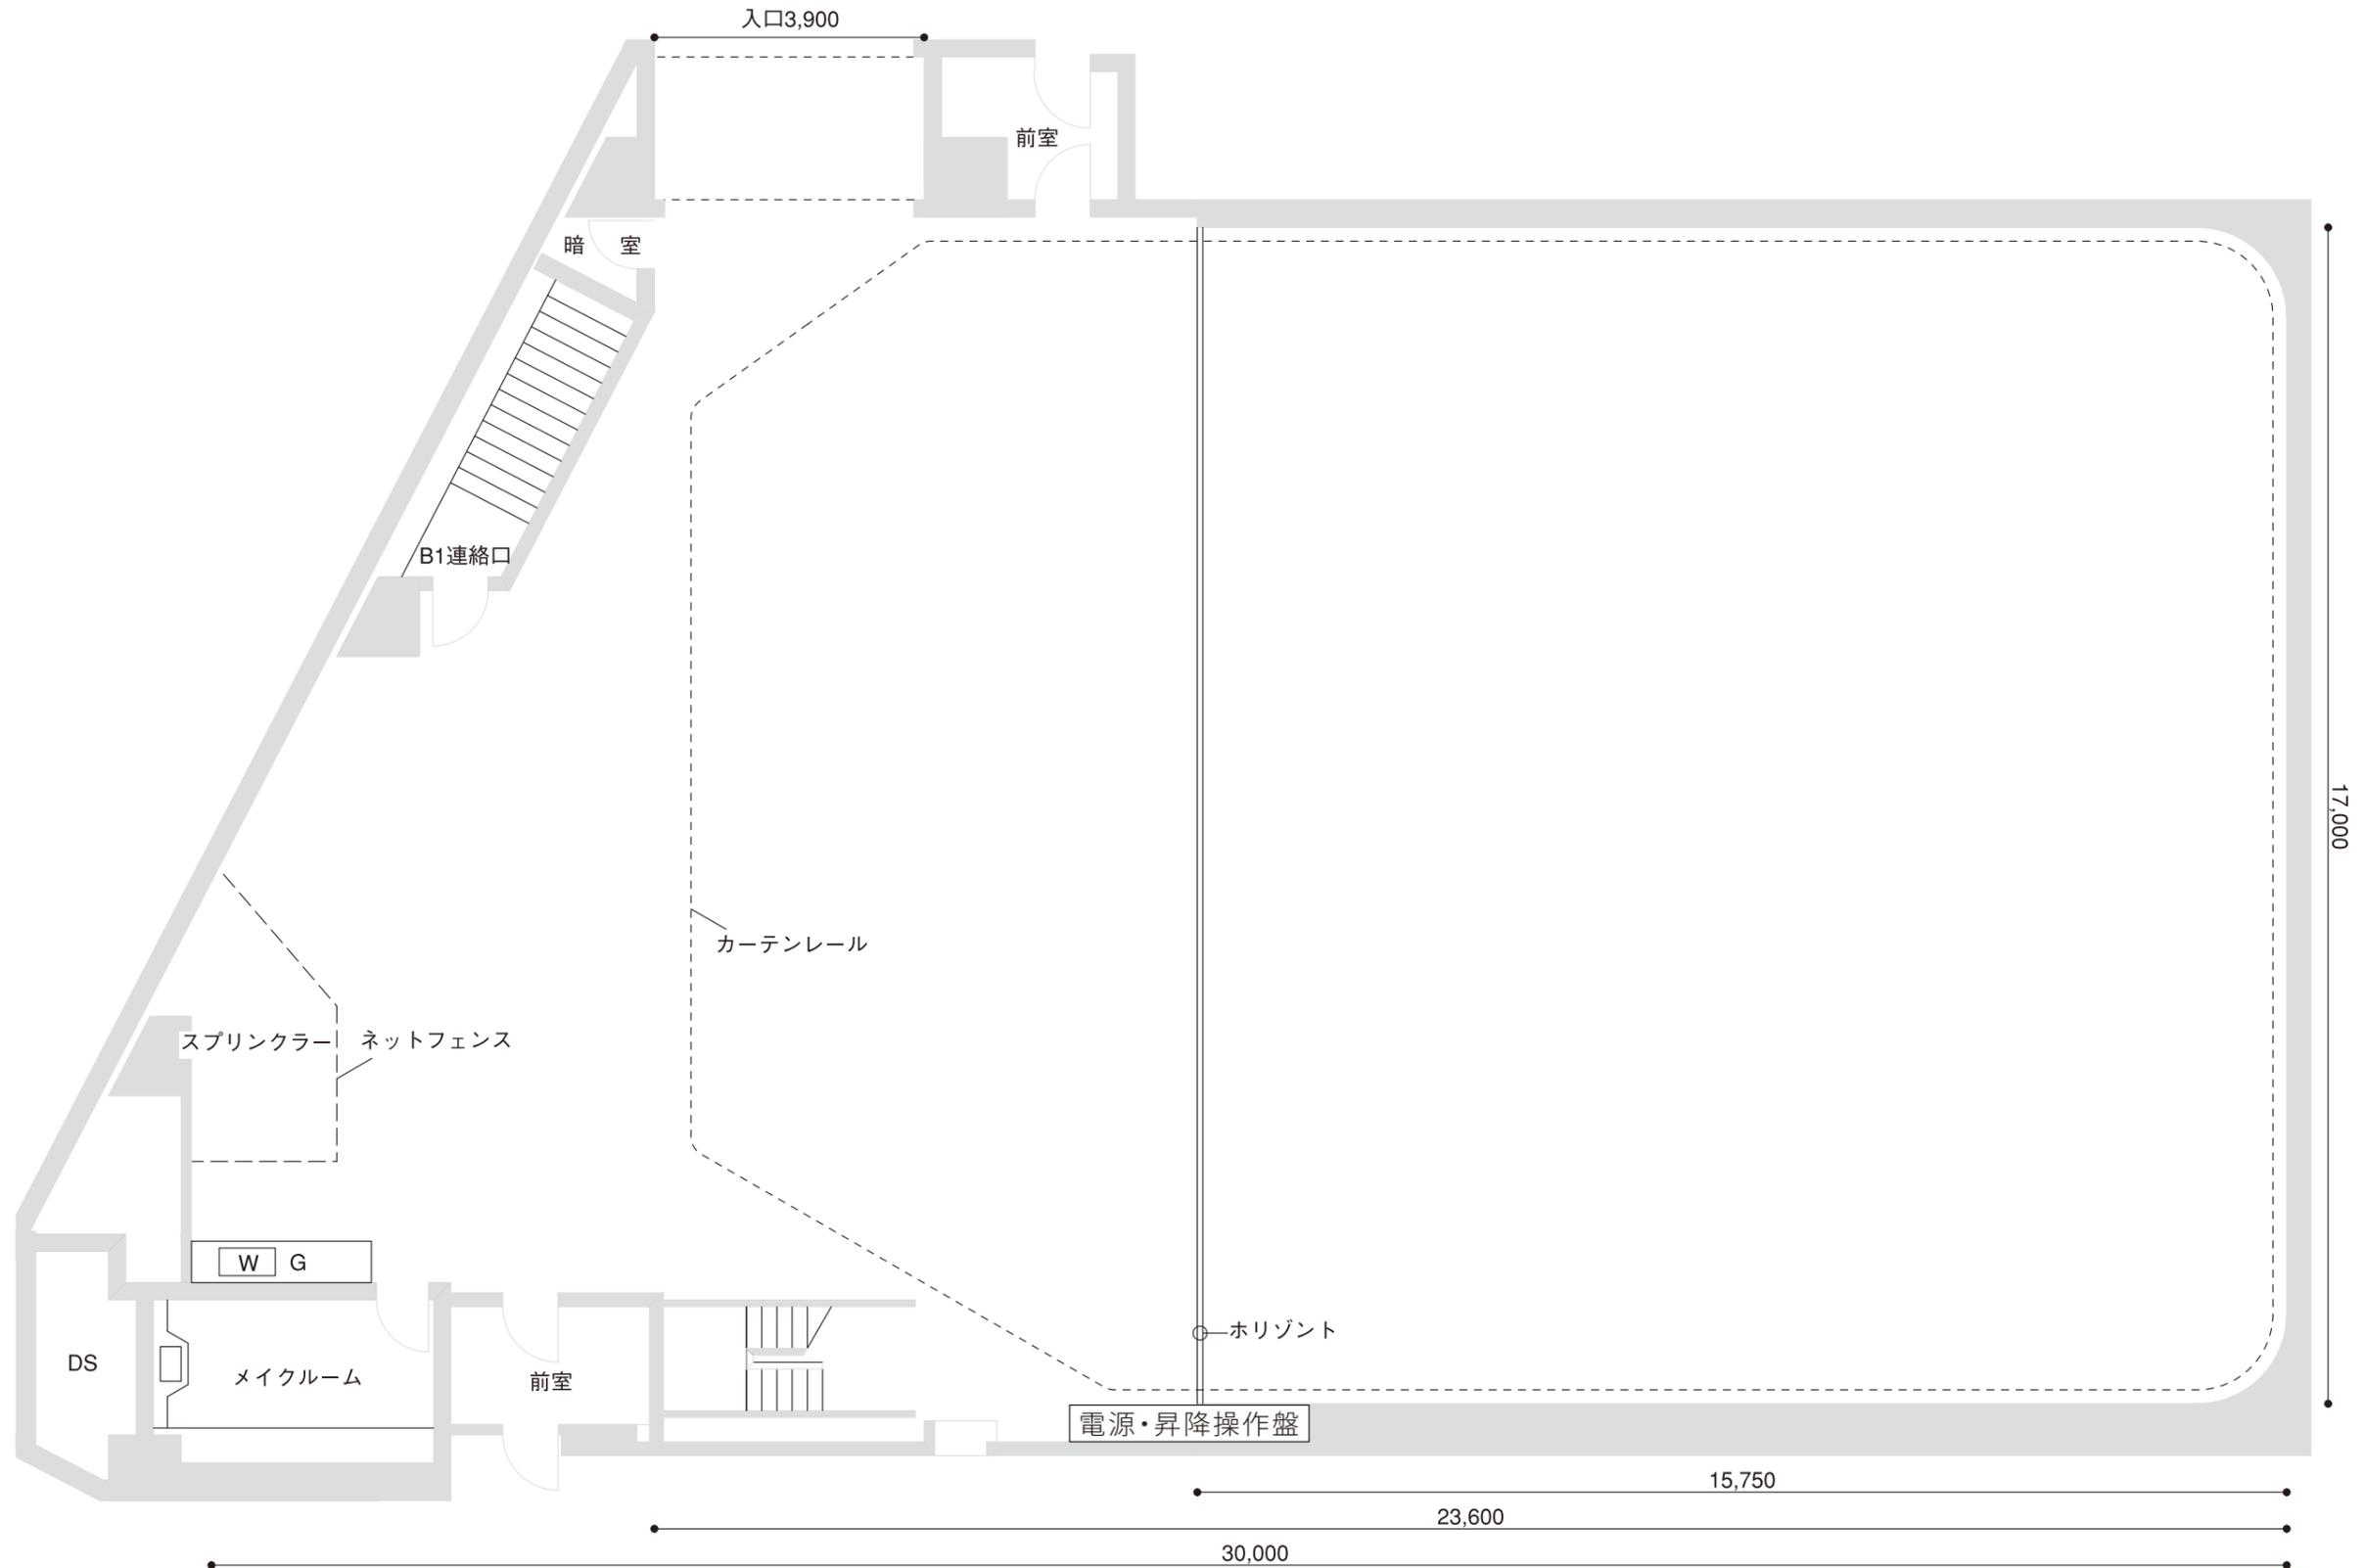 入口3,900
前室
暗 室
B1連絡口
17,000
カーテンレール
スプリンクラー
ネットフェンス
W G
ホリゾント
DS
メイクルーム
前室
電源・昇降操作盤
15,750
23,600
30,000